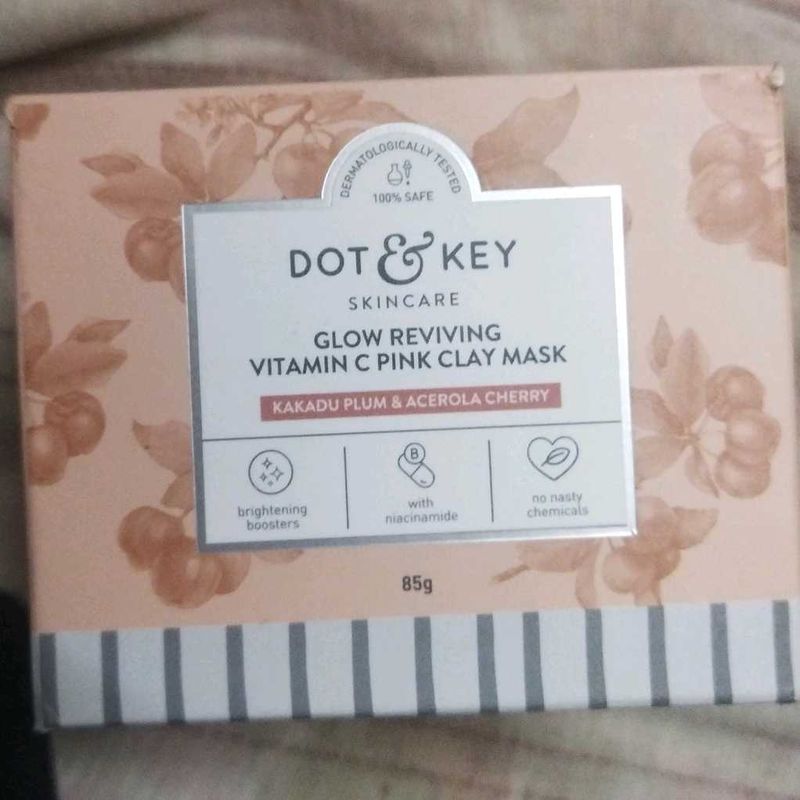 DERMATOLOGICALLY TESTED
100% SAFE
DOT & KEY
SKINCARE
GLOW REVIVING
VITAMIN C PINK CLAY MASK
KAKADU PLUM & ACEROLA CHERRY
brightening
boosters
B
with
niacinamide
no nasty
chemicals
85g